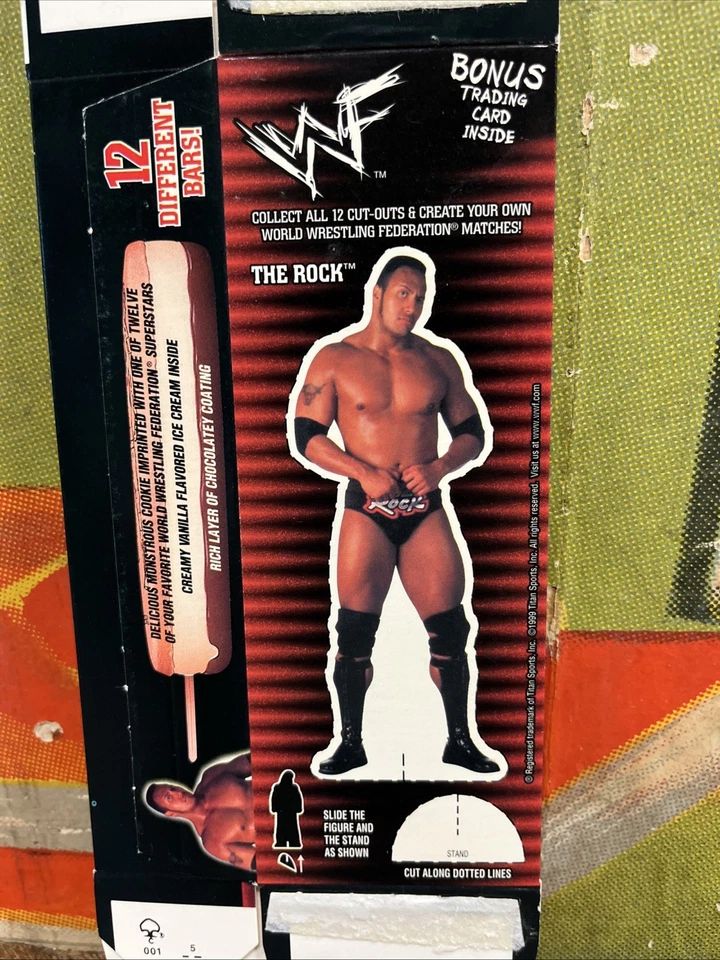 12
DIFFERENT
BARS!
DELICIOUS MONSTROUS COOKIE IMPRINTED WITH ONE OF TWELVE
OF YOUR FAVORITE WORLD WRESTLING FEDERATION® SUPERSTARS
CREAMY VANILLA FLAVORED ICE CREAM INSIDE
RICH LAYER OF CHOCOLATEY COATING
001
5
WF™
BONUS
TRADING
CARD
INSIDE
COLLECT ALL 12 CUT-OUTS & CREATE YOUR OWN
WORLD WRESTLING FEDERATION® MATCHES!
THE ROCK™
ROCK
® Registered trademark of Titan Sports, Inc. ©1999 Titan Sports, Inc. All rights reserved. Visit us at www.wwf.com
SLIDE THE
FIGURE AND
THE STAND
AS SHOWN
STAND
CUT ALONG DOTTED LINES